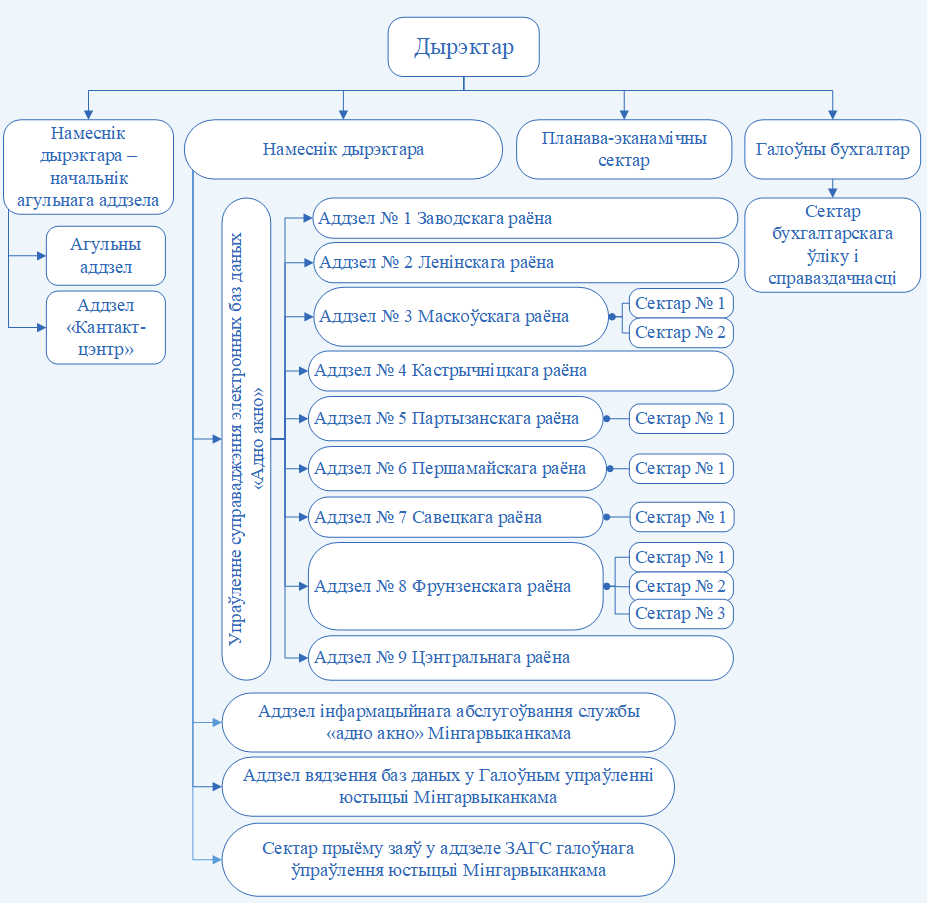 Дырэктар
Намеснік
дырэктара –
начальнік
агульнага аддзела
Агульны
аддзел
Аддзел
«Кантакт-
цэнтр»
Намеснік дырэктара
Планава-эканамічны
сектар
Галоўны бухгалтар
Сектар
бухгалтарскага
ўліку і
справаздачнасці
Упраўленне суправаджэння электронных баз даных
«Адно акно»
Аддзел № 1 Заводскага раёна
Аддзел № 2 Ленінскага раёна
Аддзел № 3 Маскоўскага раёна
Сектар № 1
Сектар № 2
Аддзел № 4 Кастрычніцкага раёна
Аддзел № 5 Партызанскага раёна
Сектар № 1
Аддзел № 6 Першамайскага раёна
Сектар № 1
Аддзел № 7 Савецкага раёна
Сектар № 1
Аддзел № 8 Фрунзенскага раёна
Сектар № 1
Сектар № 2
Сектар № 3
Аддзел № 9 Цэнтральнага раёна
Аддзел інфармацыйнага абслугоўвання службы
«адно акно» Мінгарвыканкама
Аддзел вядзення баз даных у Галоўным упраўленні
юстыцыі Мінгарвыканкама
Сектар прыёму заяў у аддзеле ЗАГС галоўнага
ўпраўлення юстыцыі Мінгарвыканкама